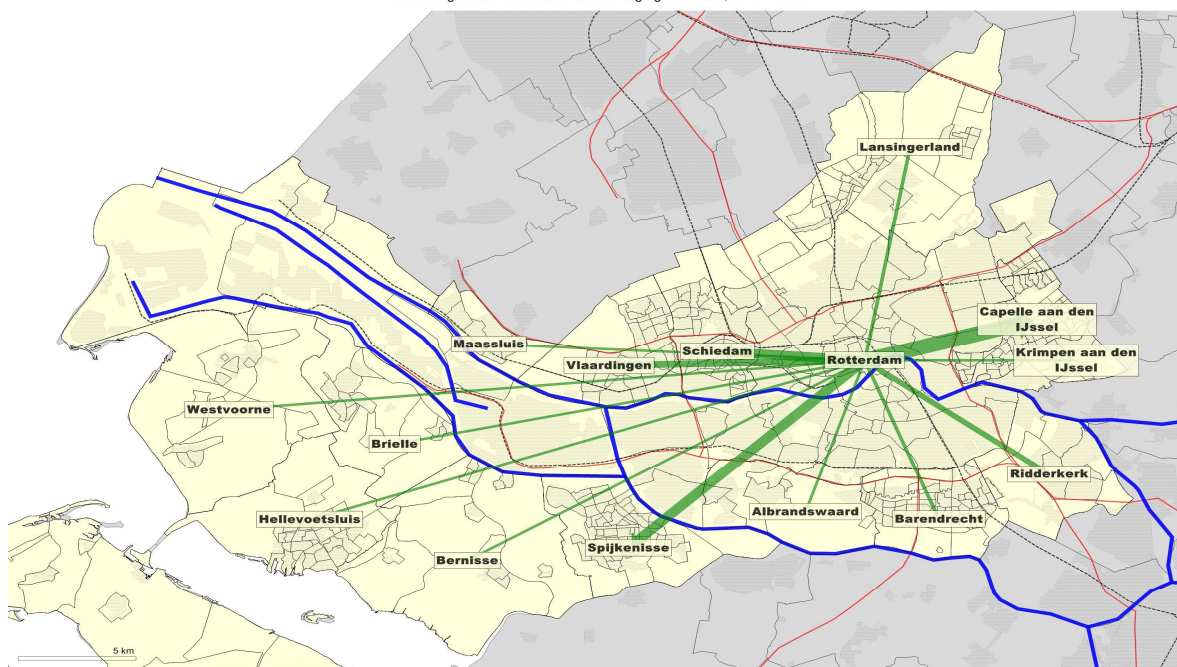 Lansingerland
Capelle aan den
IJssel
Maassluis
Schiedam
Vlaardingen
Rotterdam
Krimpen aan den
IJssel
Westvoorne
Brielle
Ridderkerk
Hellevoetsluis
Albrandswaard
Barendrecht
Bernisse
Spijkenisse
5 km